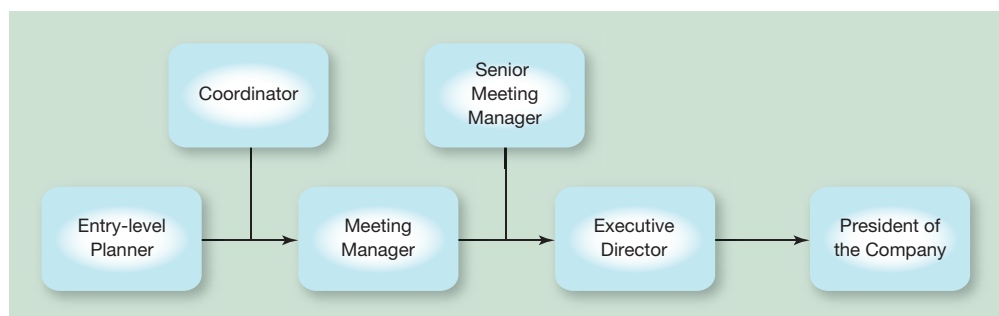 Coordinator
Senior
Meeting
Manager
Entry-level
Planner
Meeting
Manager
Executive
Director
President of
the Company